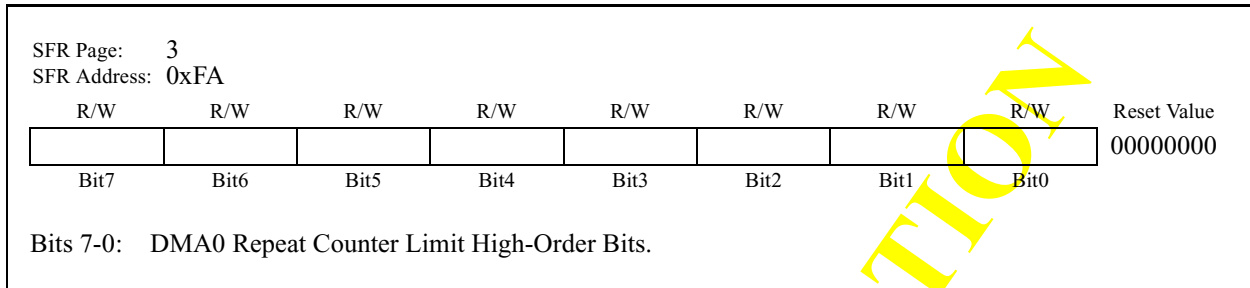 SFR Page: 3
SFR Address: 0xFA
R/W R/W R/W R/W R/W R/W R/W R/W Reset Value
00000000
Bit7 Bit6 Bit5 Bit4 Bit3 Bit2 Bit1 Bit0
Bits 7-0: DMA0 Repeat Counter Limit High-Order Bits.
TION